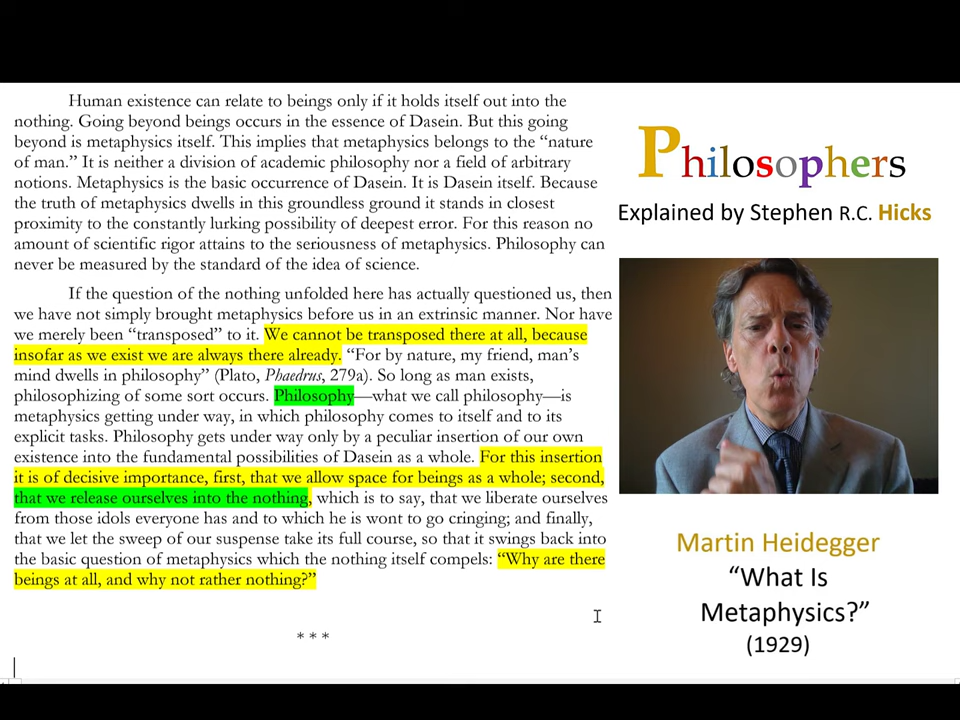 Human existence can relate to beings only if it holds itself out into the
nothing. Going beyond beings occurs in the essence of Dasein. But this going
beyond is metaphysics itself. This implies that metaphysics belongs to the “nature
of man.” It is neither a division of academic philosophy nor a field of arbitrary
notions. Metaphysics is the basic occurrence of Dasein. It is Dasein itself. Because
the truth of metaphysics dwells in this groundless ground it stands in closest
proximity to the constantly lurking possibility of deepest error. For this reason no
amount of scientific rigor attains to the seriousness of metaphysics. Philosophy can
never be measured by the standard of the idea of science.
If the question of the nothing unfolded here has actually questioned us, then
we have not simply brought metaphysics before us in an extrinsic manner. Nor have
we merely been “transposed” to it. We cannot be transposed there at all, because
insofar as we exist we are always there already. “For by nature, my friend, man’s
mind dwells in philosophy” (Plato, Phaedrus, 279a). So long as man exists,
philosophizing of some sort occurs. Philosophy—what we call philosophy—is
metaphysics getting under way, in which philosophy comes to itself and to its
explicit tasks. Philosophy gets under way only by a peculiar insertion of our own
existence into the fundamental possibilities of Dasein as a whole. For this insertion
it is of decisive importance, first, that we allow space for beings as a whole; second,
that we release ourselves into the nothing, which is to say, that we liberate ourselves
from those idols everyone has and to which he is wont to go cringing; and finally,
that we let the sweep of our suspense take its full course, so that it swings back into
the basic question of metaphysics which the nothing itself compels: “Why are there
beings at all, and why not rather nothing?”
* * *
Philosophers
Explained by Stephen R.C. Hicks
Martin Heidegger
“What Is
Metaphysics?”
(1929)